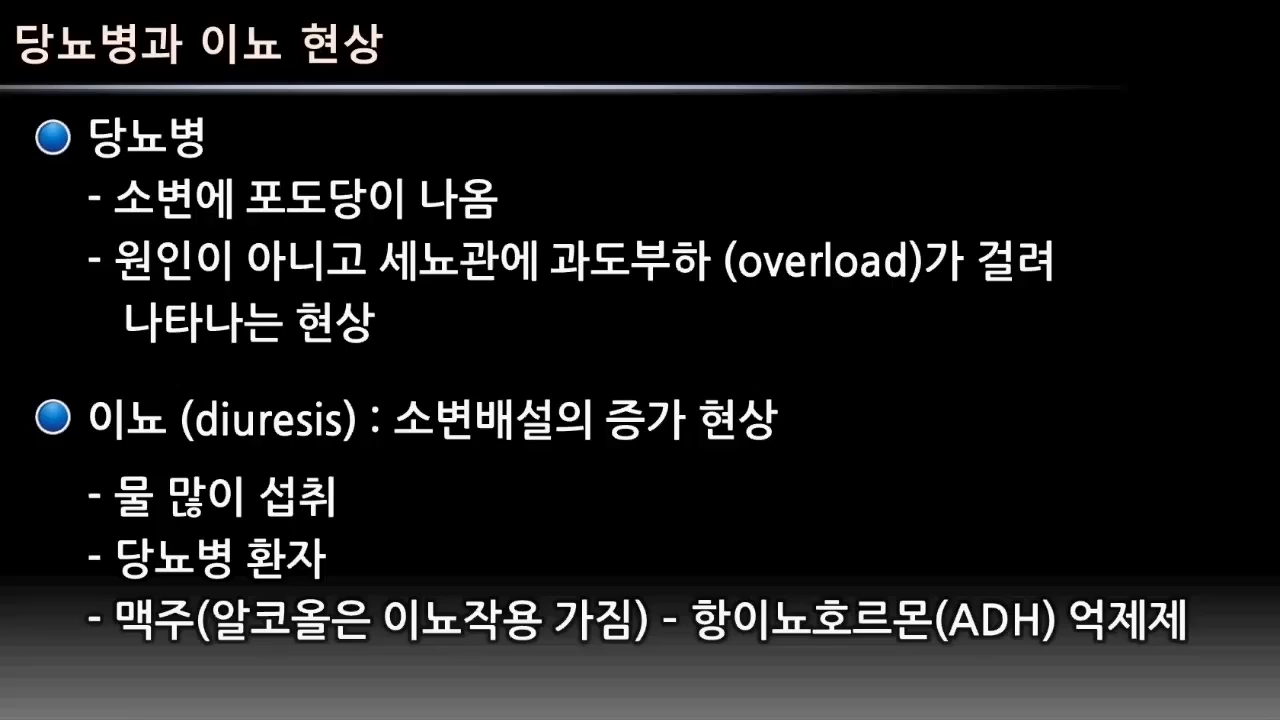 당뇨병과 이뇨 현상
당뇨병
- 소변에 포도당이 나옴
- 원인이 아니고 세뇨관에 과도부하 (overload)가 걸려
나타나는 현상
이뇨 (diuresis) : 소변배설의 증가 현상
- 물 많이 섭취
- 당뇨병 환자
- 맥주(알코올은 이뇨작용 가짐) - 항이뇨호르몬(ADH) 억제제